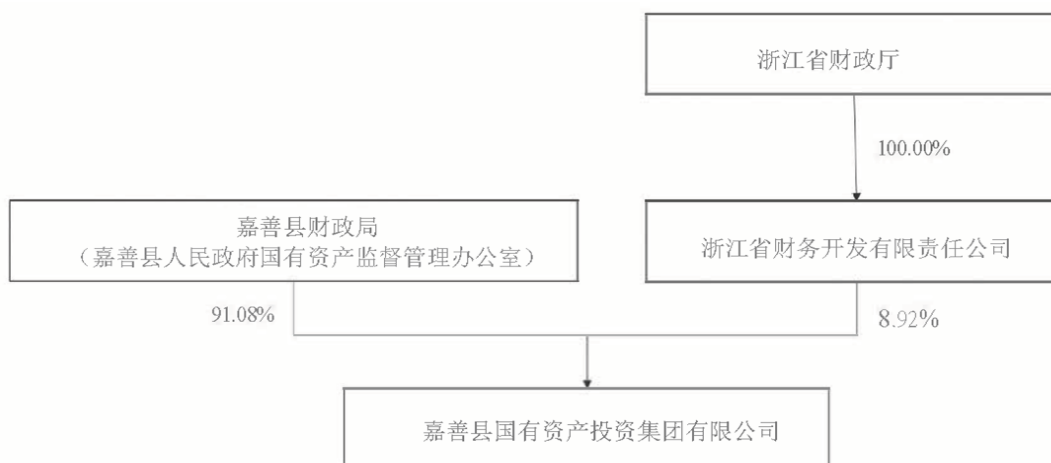 浙江省财政厅
100.00%
嘉善县财政局
（嘉善县人民政府国有资产监督管理办公室）
浙江省财务开发有限责任公司
91.08%
8.92%
嘉善县国有资产投资集团有限公司